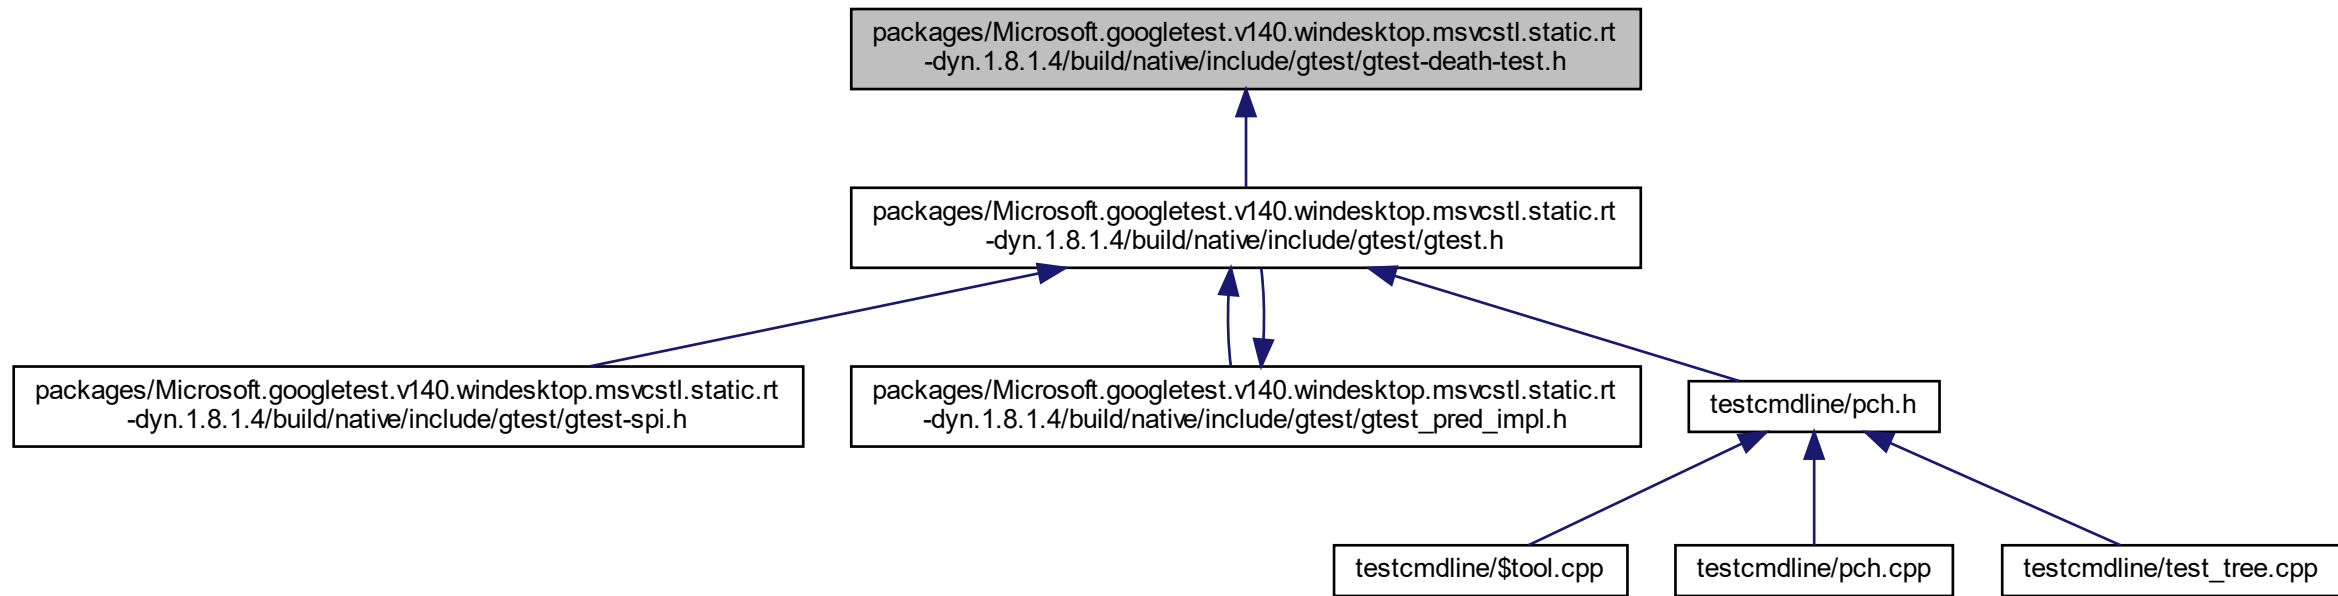 packages/Microsoft.googletest.v140.windesktop.msvcstl.static.rt
-dyn.1.8.1.4/build/native/include/gtest/gtest-death-test.h
packages/Microsoft.googletest.v140.windesktop.msvcstl.static.rt
-dyn.1.8.1.4/build/native/include/gtest/gtest.h
packages/Microsoft.googletest.v140.windesktop.msvcstl.static.rt
-dyn.1.8.1.4/build/native/include/gtest/gtest-spi.h
packages/Microsoft.googletest.v140.windesktop.msvcstl.static.rt
-dyn.1.8.1.4/build/native/include/gtest/gtest_pred_impl.h
testcmdline/pch.h
testcmdline/$tool.cpp
testcmdline/pch.cpp
testcmdline/test_tree.cpp